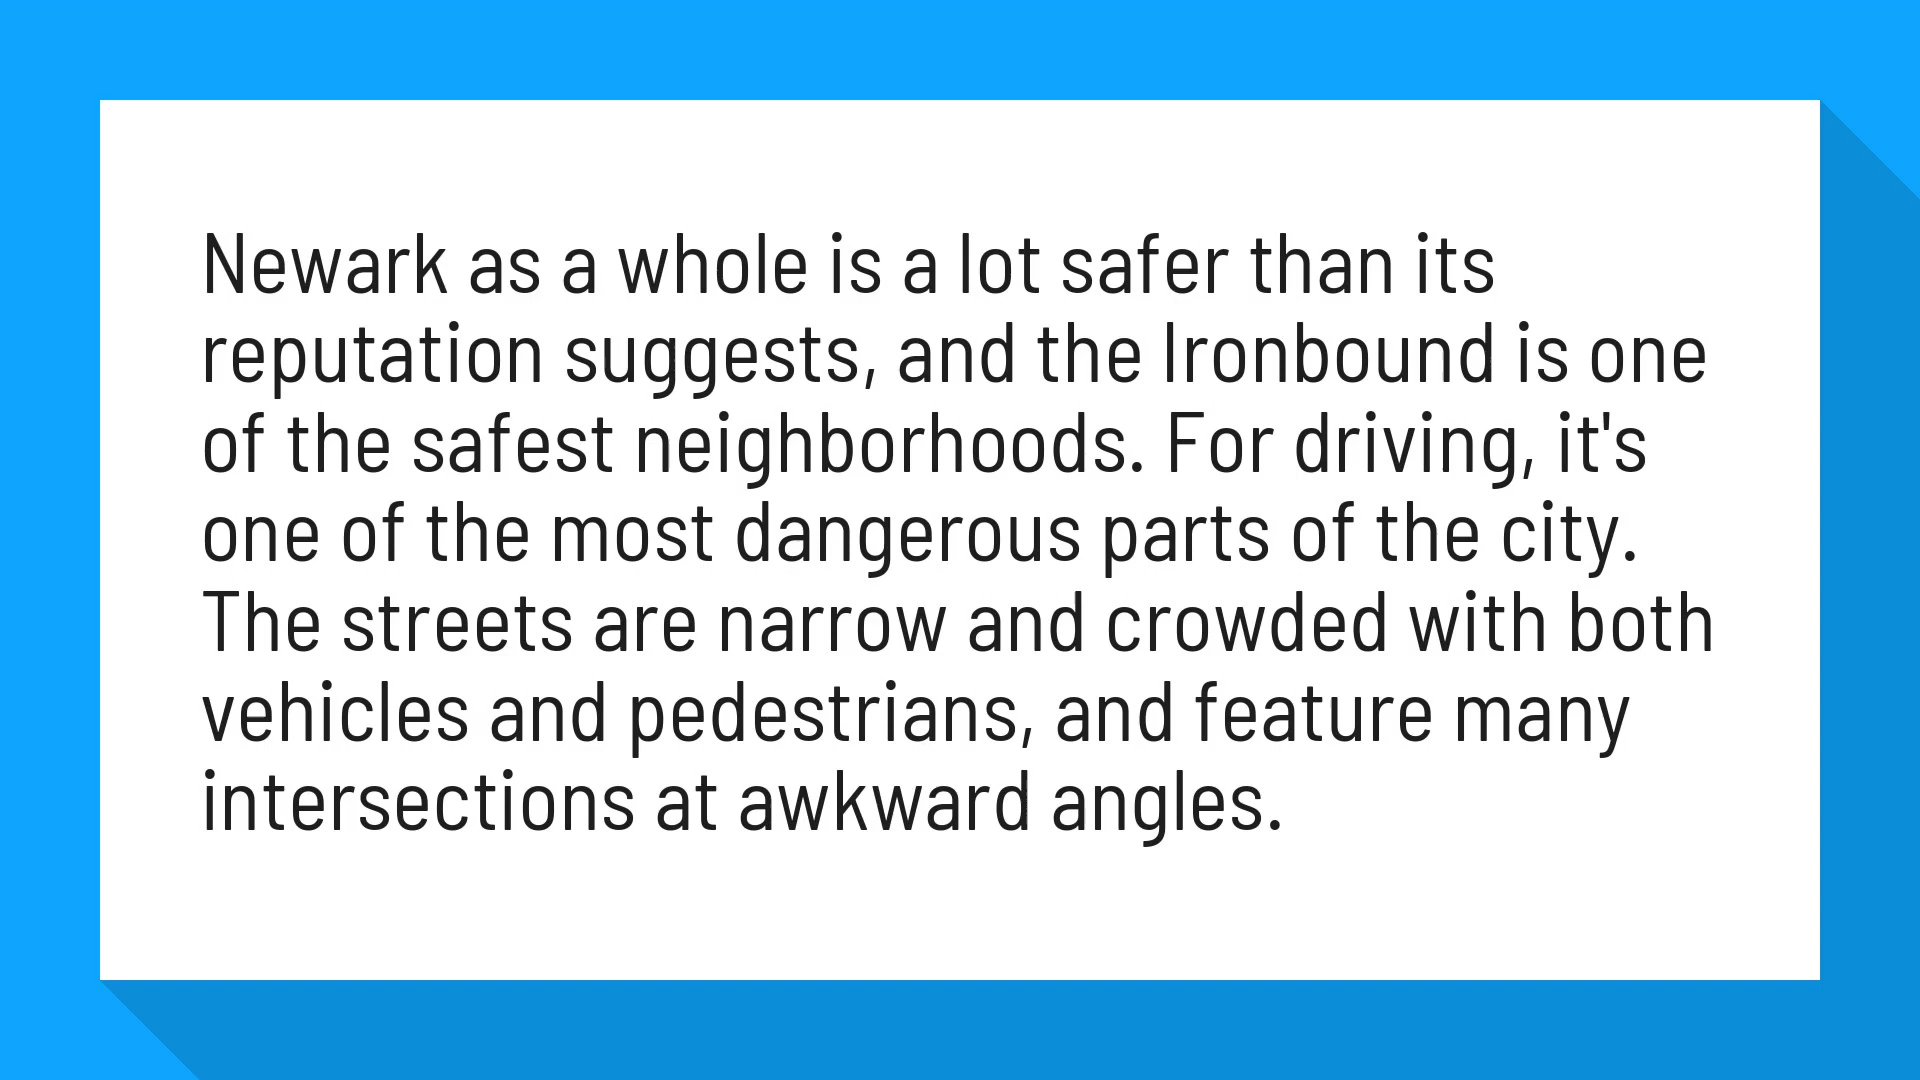 Newark as a whole is a lot safer than its
reputation suggests, and the Ironbound is one
of the safest neighborhoods. For driving, it's
one of the most dangerous parts of the city.
The streets are narrow and crowded with both
vehicles and pedestrians, and feature many
intersections at awkward angles.